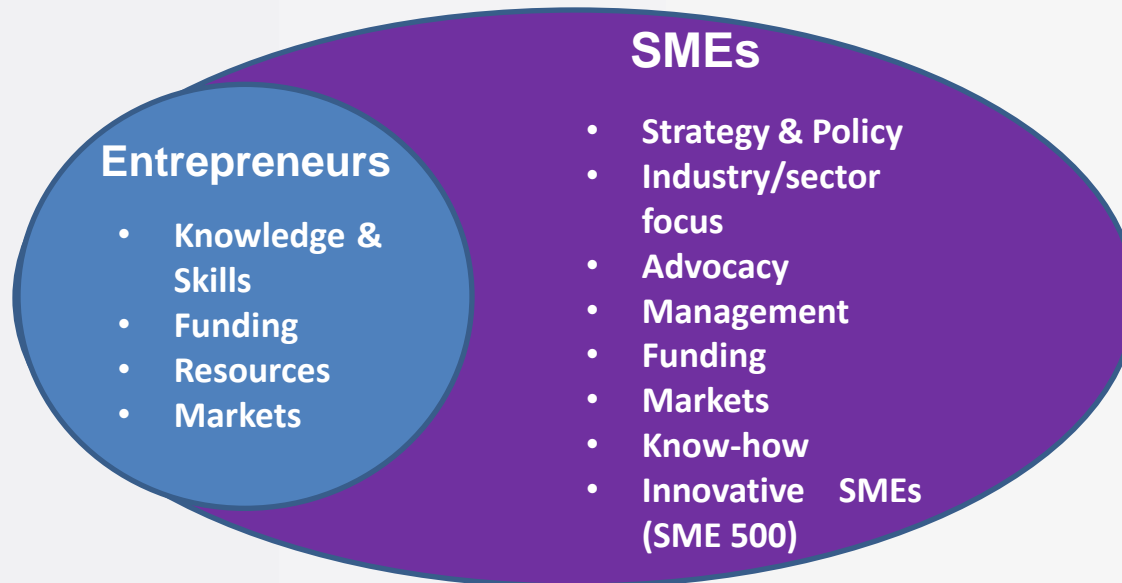 SMEs
• Strategy & Policy
• Industry/sector
focus
• Advocacy
• Management
• Funding
• Markets
• Know-how
• Innovative SMEs
(SME 500)
Entrepreneurs
• Knowledge &
Skills
• Funding
• Resources
• Markets